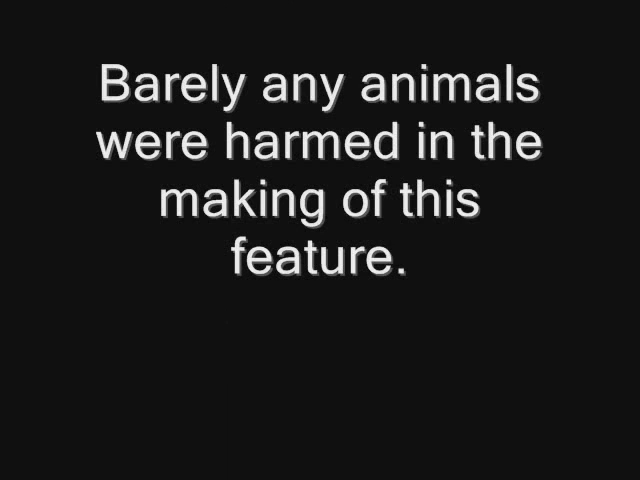 Barely any animals
were harmed in the
making of this
feature.